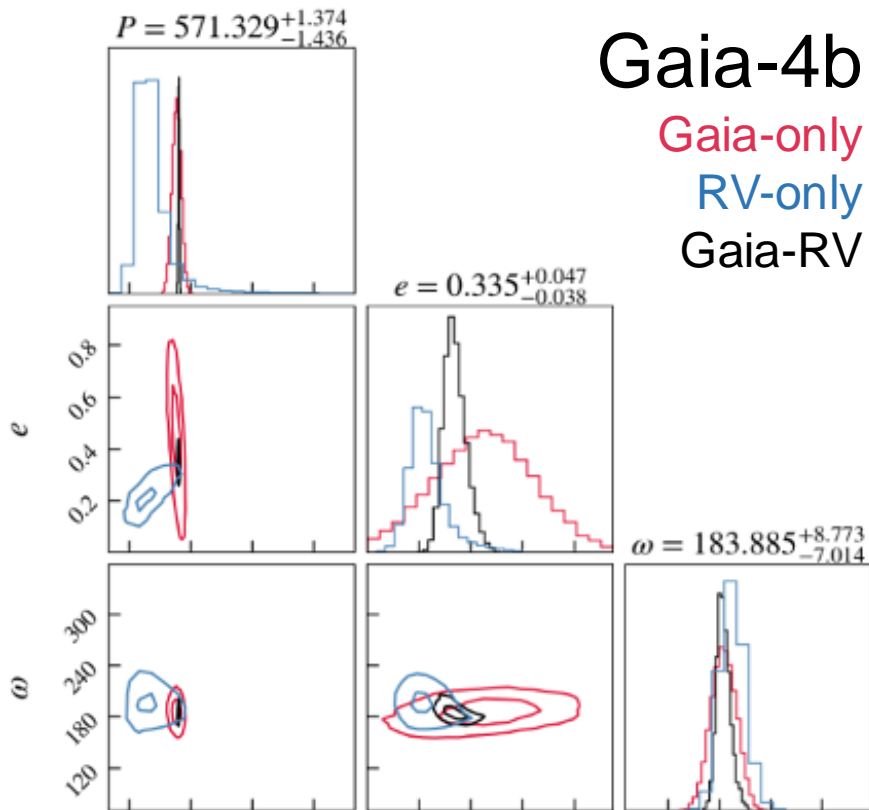 P = 571.329+1.374−1.436
Gaia-4b
Gaia-only
RV-only
Gaia-RV
e = 0.335+0.047−0.038
0.8
0.6
0.4
0.2
e
ω = 183.885+8.773−7.014
300
240
180
120
ω